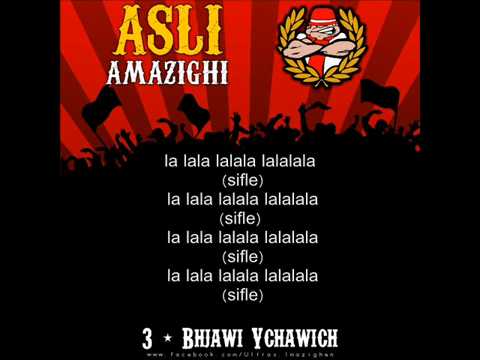 ASLI
AMAZIGHI
la lala lalala lalalala
(sifle)
la lala lalala lalalala
(sifle)
la lala lalala lalalala
(sifle)
la lala lalala lalalala
(sifle)
3 ★ BHJAWI YCHAWICH
www.facebook.com/Ultras.Imazighen